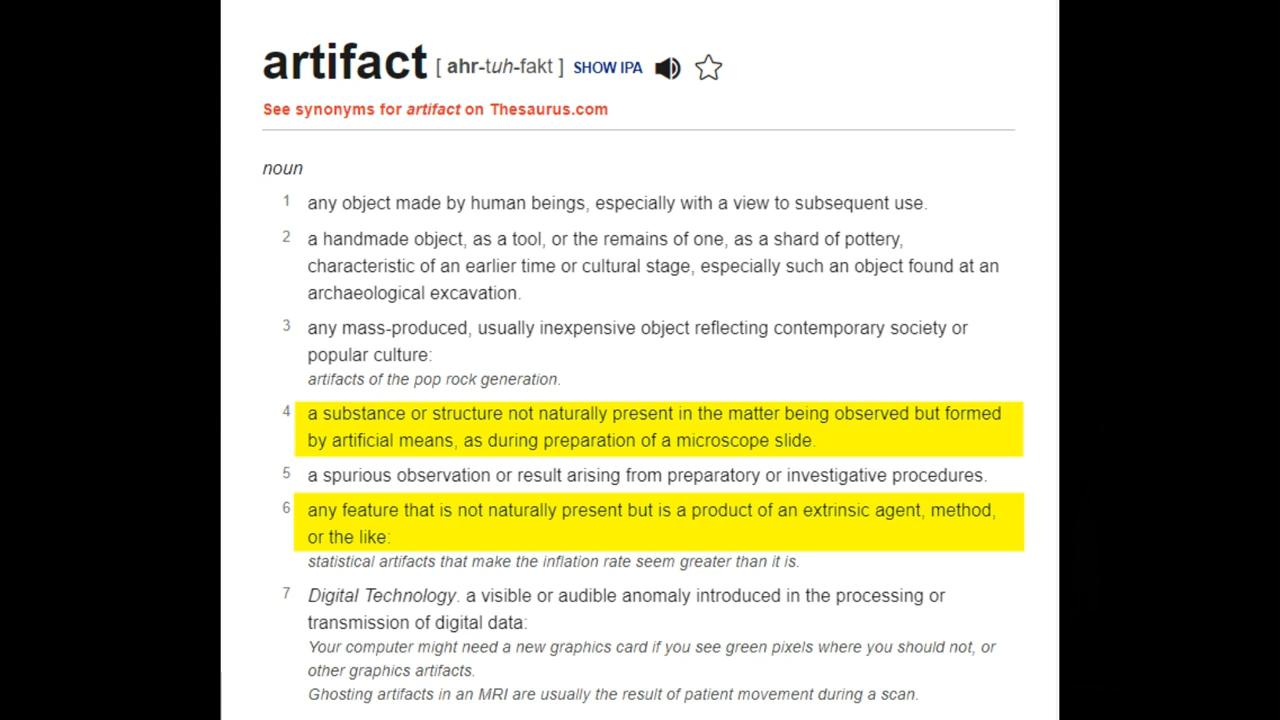 artifact [ ahr-tuh-fakt ] SHOW IPA
See synonyms for artifact on Thesaurus.com
noun
1 any object made by human beings, especially with a view to subsequent use.
2 a handmade object, as a tool, or the remains of one, as a shard of pottery,
characteristic of an earlier time or cultural stage, especially such an object found at an
archaeological excavation.
3 any mass-produced, usually inexpensive object reflecting contemporary society or
popular culture:
artifacts of the pop rock generation.
4 a substance or structure not naturally present in the matter being observed but formed
by artificial means, as during preparation of a microscope slide.
5 a spurious observation or result arising from preparatory or investigative procedures.
6 any feature that is not naturally present but is a product of an extrinsic agent, method,
or the like:
statistical artifacts that make the inflation rate seem greater than it is.
7 Digital Technology. a visible or audible anomaly introduced in the processing or
transmission of digital data:
Your computer might need a new graphics card if you see green pixels where you should not, or
other graphics artifacts.
Ghosting artifacts in an MRI are usually the result of patient movement during a scan.